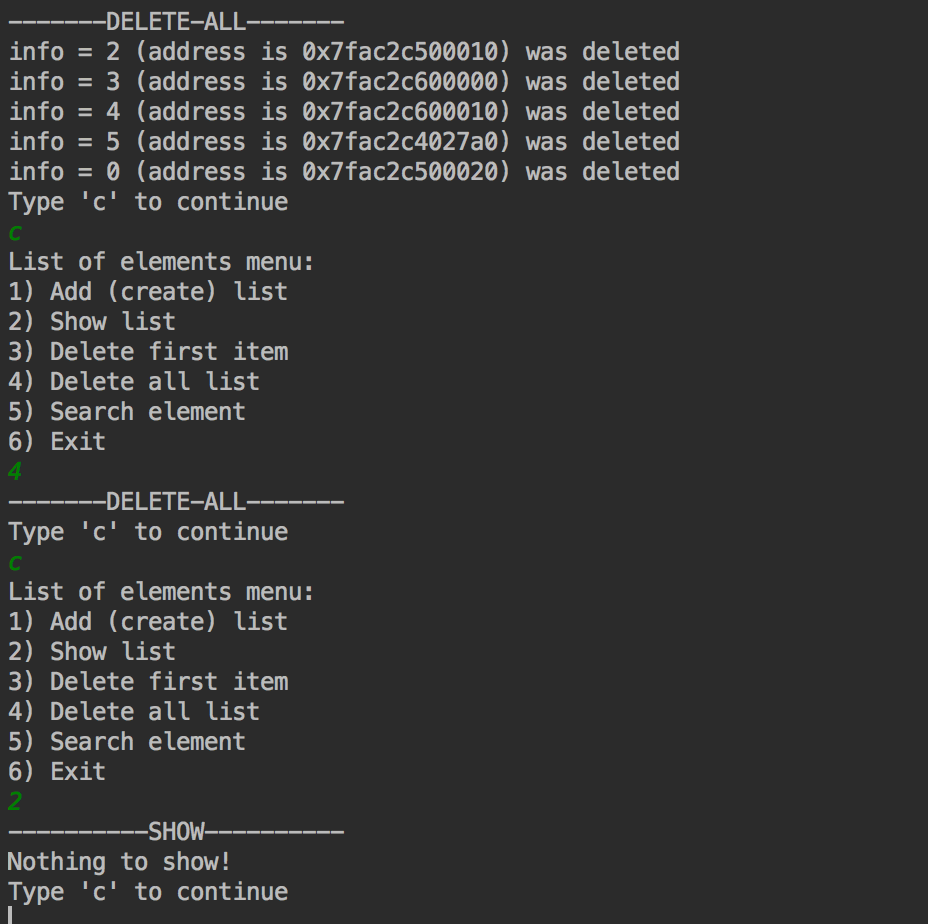 -------DELETE-ALL-------
info = 2 (address is 0x7fac2c500010) was deleted
info = 3 (address is 0x7fac2c600000) was deleted
info = 4 (address is 0x7fac2c600010) was deleted
info = 5 (address is 0x7fac2c4027a0) was deleted
info = 0 (address is 0x7fac2c500020) was deleted
Type 'c' to continue
c
List of elements menu:
1) Add (create) list
2) Show list
3) Delete first item
4) Delete all list
5) Search element
6) Exit
4
-------DELETE-ALL-------
Type 'c' to continue
c
List of elements menu:
1) Add (create) list
2) Show list
3) Delete first item
4) Delete all list
5) Search element
6) Exit
2
----------SHOW----------
Nothing to show!
Type 'c' to continue